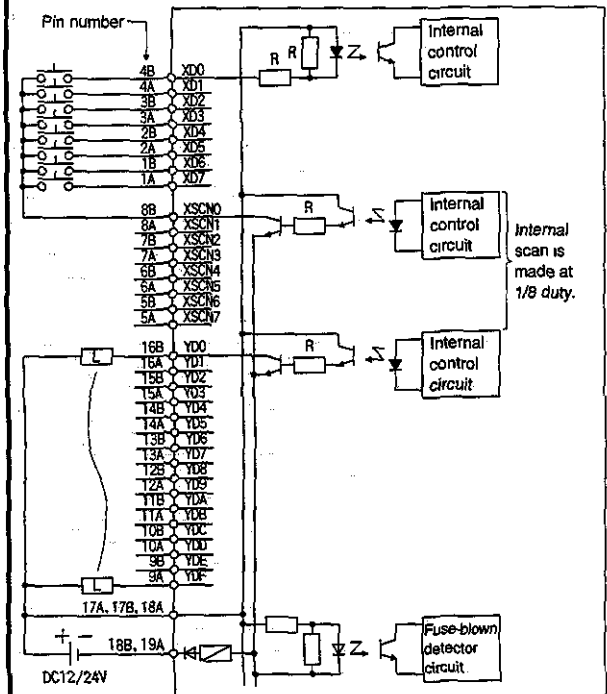 Pin number
4B XD0
4A XD1
3B XD2
3A XD3
2B XD4
2A XD5
1B XD6
1A XD7
R
R
Internal
control
circuit
8B XSCN0
8A XSCN1
7B XSCN2
7A XSCN3
6B XSCN4
6A XSCN5
5B XSCN6
5A XSCN7
R
Internal
control
circuit
Internal
scan is
made at
1/8 duty.
L
16B YD0
16A YD1
15B YD2
15A YD3
14B YD4
14A YD5
13B YD6
13A YD7
12B YD8
12A YD9
11B YDA
11A YDB
10B YDC
10A YDD
9B YDE
9A YDF
R
Internal
control
circuit
L
17A, 17B, 18A
+ -
18B, 19A
DC12/24V
Fuse-blown
detector
circuit